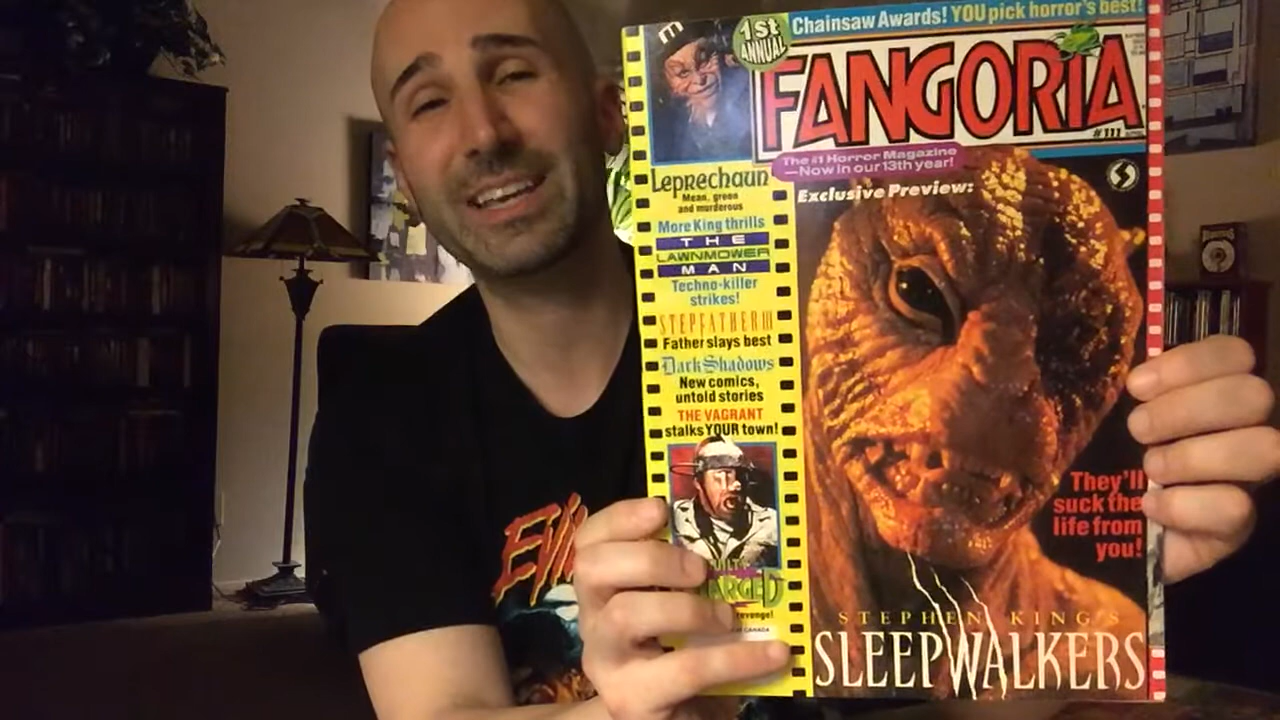 1st
ANNUAL
Chainsaw Awards! YOU pick horror's best!
FANGORIA
#111
The #1 Horror Magazine
—Now in our 13th year!
Leprechaun
Mean, green
and murderous
More King thrills
THE
LAWNMOWER
MAN
Techno-killer
strikes!
STEPFATHER III
Father slays best
Dark Shadows
New comics,
untold stories
THE VAGRANT
stalks YOUR town!
revenge!
CANADA
Exclusive Preview:
They'll
suck the
life from
you!
STEPHEN KING'S
SLEEPWALKERS
EVIL